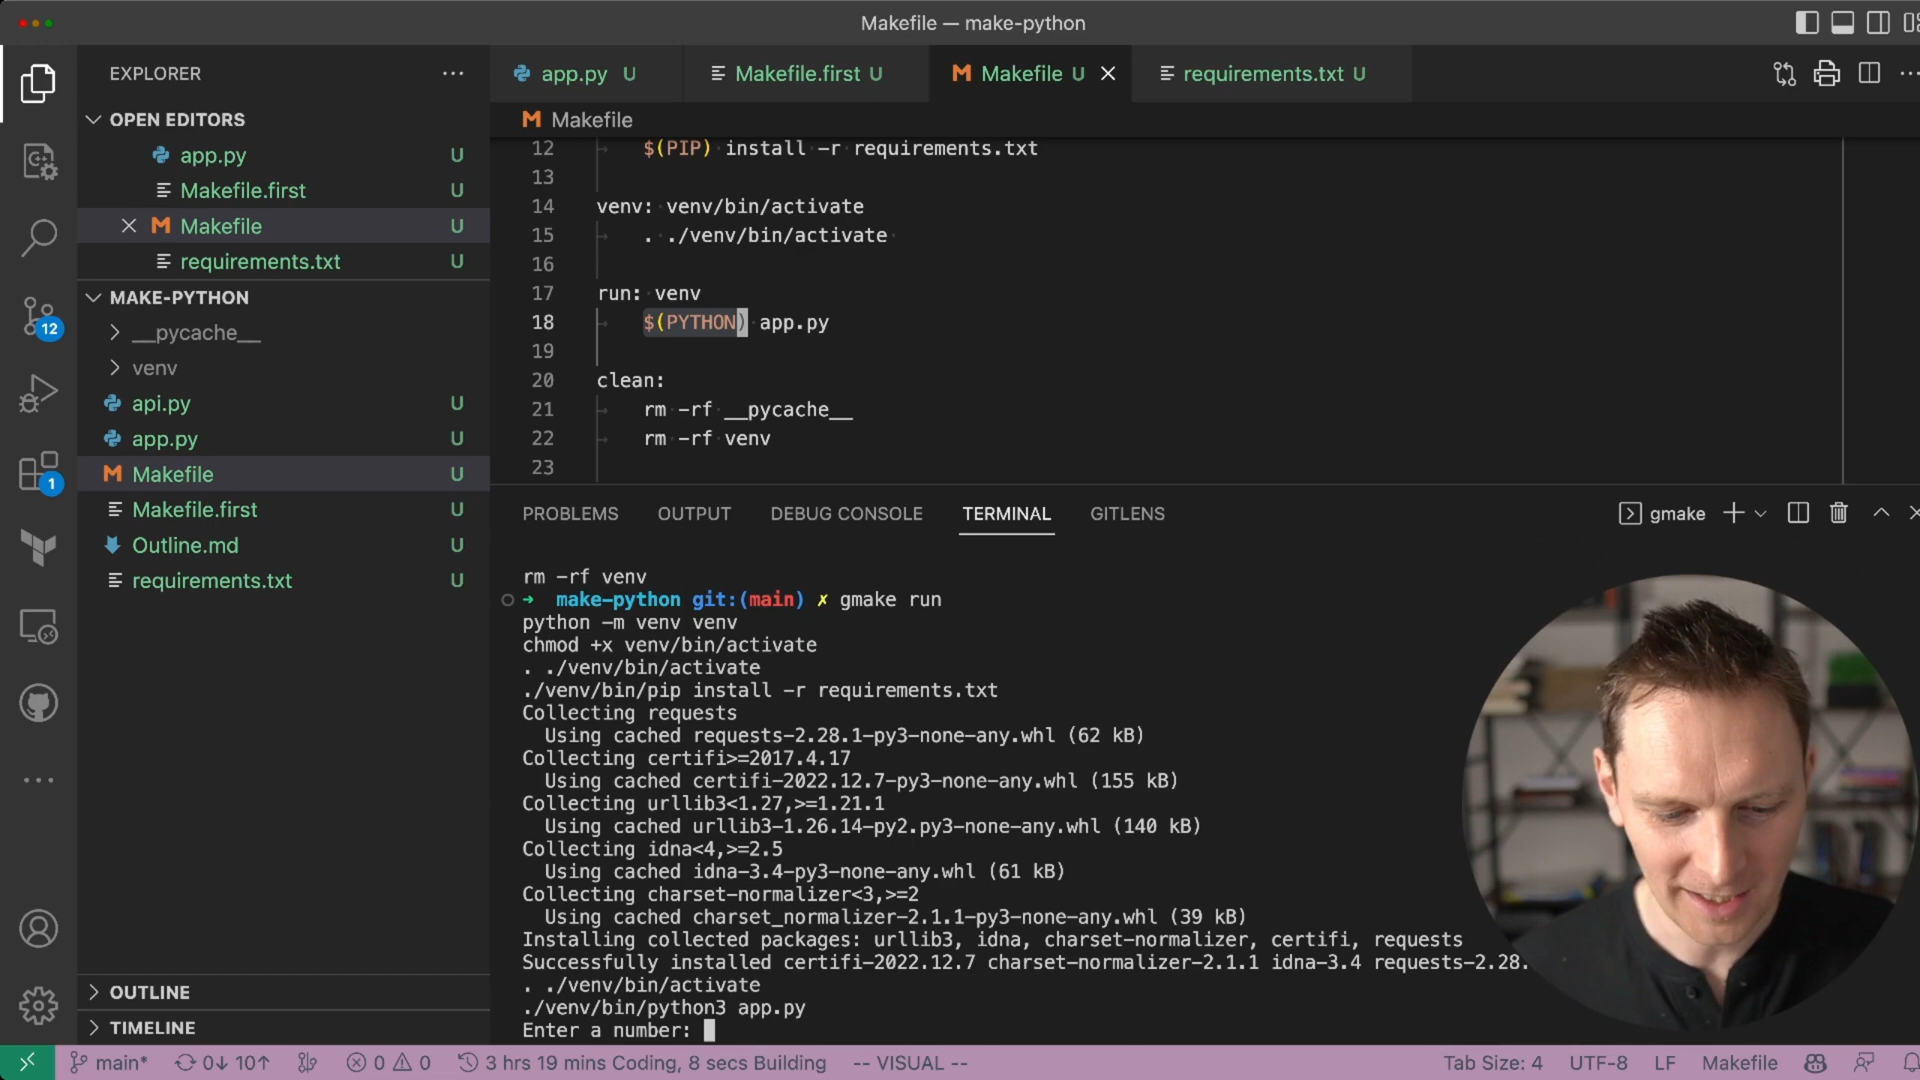 Makefile — make-python
EXPLORER
OPEN EDITORS
app.py U
Makefile.first U
Makefile U
requirements.txt U
MAKE-PYTHON
__pycache__
venv
api.py U
app.py U
Makefile U
Makefile.first U
Outline.md U
requirements.txt U
OUTLINE
TIMELINE
12
1
app.py U
Makefile.first U
Makefile U
requirements.txt U
Makefile
12 $(PIP) install -r requirements.txt
13
14 venv: venv/bin/activate
15 . ./venv/bin/activate
16
17 run: venv
18 $(PYTHON) app.py
19
20 clean:
21 rm -rf __pycache__
22 rm -rf venv
23
PROBLEMS OUTPUT DEBUG CONSOLE TERMINAL GITLENS
gmake
rm -rf venv
➜ make-python git:(main) ✗ gmake run
python -m venv venv
chmod +x venv/bin/activate
. ./venv/bin/activate
./venv/bin/pip install -r requirements.txt
Collecting requests
Using cached requests-2.28.1-py3-none-any.whl (62 kB)
Collecting certifi>=2017.4.17
Using cached certifi-2022.12.7-py3-none-any.whl (155 kB)
Collecting urllib3<1.27,>=1.21.1
Using cached urllib3-1.26.14-py2.py3-none-any.whl (140 kB)
Collecting idna<4,>=2.5
Using cached idna-3.4-py3-none-any.whl (61 kB)
Collecting charset-normalizer<3,>=2
Using cached charset_normalizer-2.1.1-py3-none-any.whl (39 kB)
Installing collected packages: urllib3, idna, charset-normalizer, certifi, requests
Successfully installed certifi-2022.12.7 charset-normalizer-2.1.1 idna-3.4 requests-2.28.
. ./venv/bin/activate
./venv/bin/python3 app.py
Enter a number:
main* 0↓ 10↑ 0 0 3 hrs 19 mins Coding, 8 secs Building -- VISUAL -- Tab Size: 4 UTF-8 LF Makefile